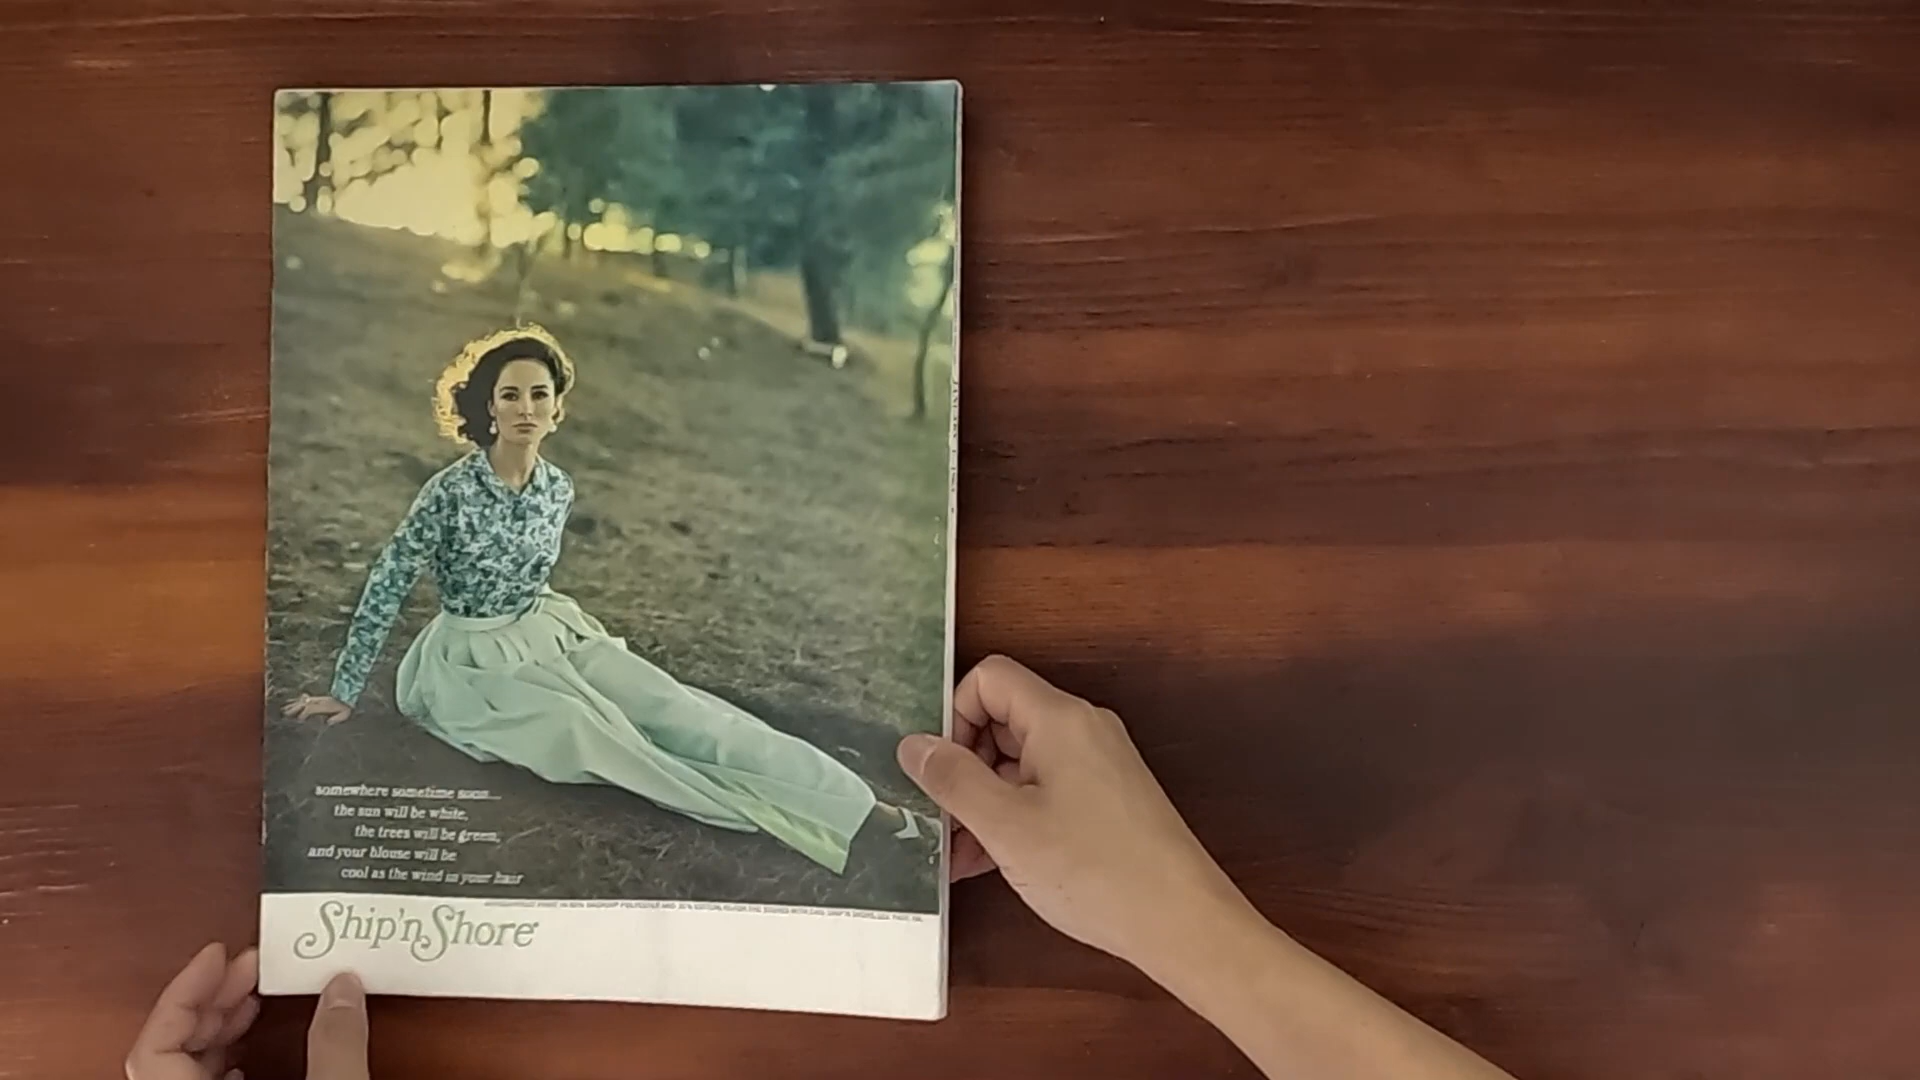 somewhere sometime soon...
the sun will be white,
the trees will be green,
and your blouse will be
cool as the wind in your hair
Ship'n Shore